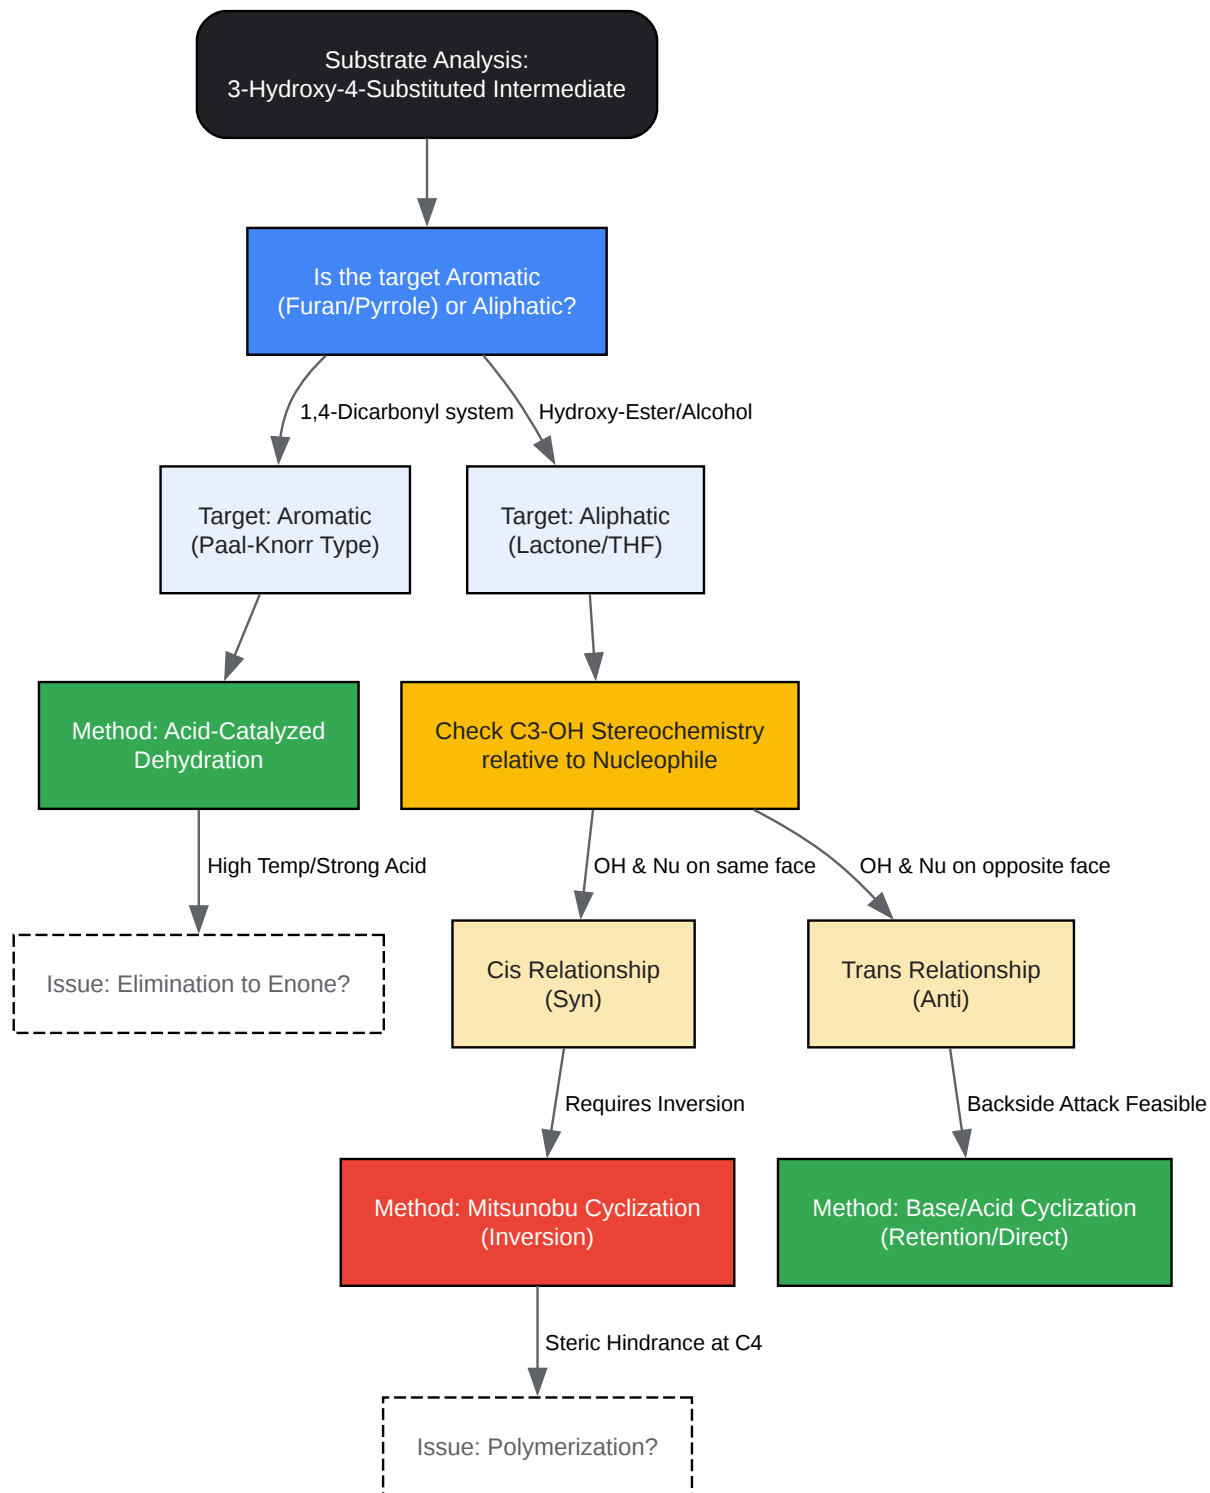 Substrate Analysis:
3-Hydroxy-4-Substituted Intermediate
Is the target Aromatic
(Furan/Pyrrole) or Aliphatic?
1,4-Dicarbonyl system
Hydroxy-Ester/Alcohol
Target: Aromatic
(Paal-Knorr Type)
Target: Aliphatic
(Lactone/THF)
Method: Acid-Catalyzed
Dehydration
Check C3-OH Stereochemistry
relative to Nucleophile
High Temp/Strong Acid
OH & Nu on same face
OH & Nu on opposite face
Issue: Elimination to Enone?
Cis Relationship
(Syn)
Trans Relationship
(Anti)
Requires Inversion
Backside Attack Feasible
Method: Mitsunobu Cyclization
(Inversion)
Method: Base/Acid Cyclization
(Retention/Direct)
Steric Hindrance at C4
Issue: Polymerization?